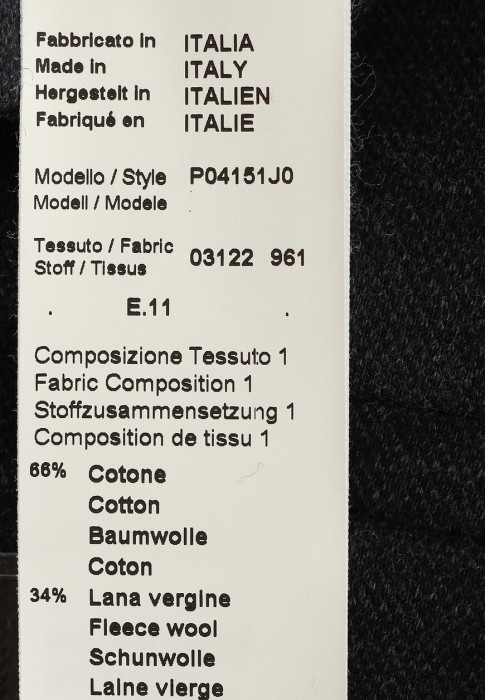 Fabbricato in ITALIA
Made in ITALY
Hergestelt in ITALIEN
Fabriqué en ITALIE
Modello / Style P04151J0
Modell / Modele
Tessuto / Fabric 03122 961
Stoff / Tissus
. E.11 .
Composizione Tessuto 1
Fabric Composition 1
Stoffzusammensetzung 1
Composition de tissu 1
66% Cotone
Cotton
Baumwolle
Coton
34% Lana vergine
Fleece wool
Schunwolle
Laine vierge